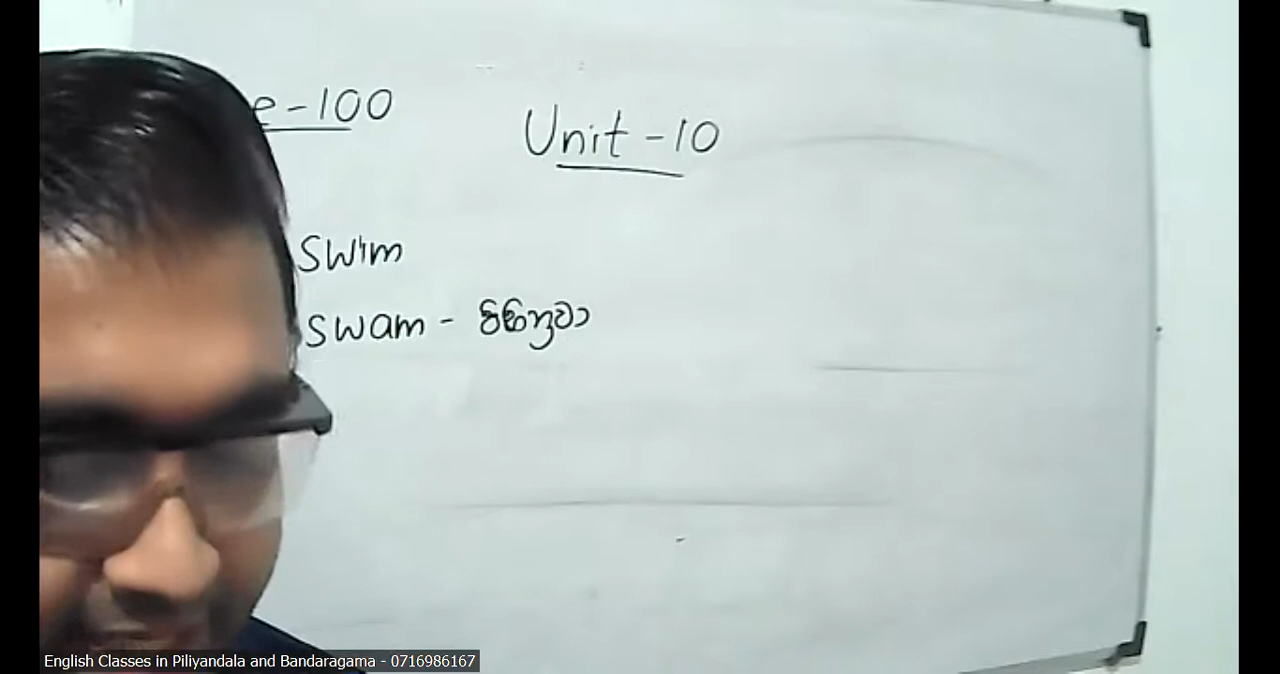 e-100
Unit-10
swim
swam - පිහිනුවා
English Classes in Piliyandala and Bandaragama - 0716986167